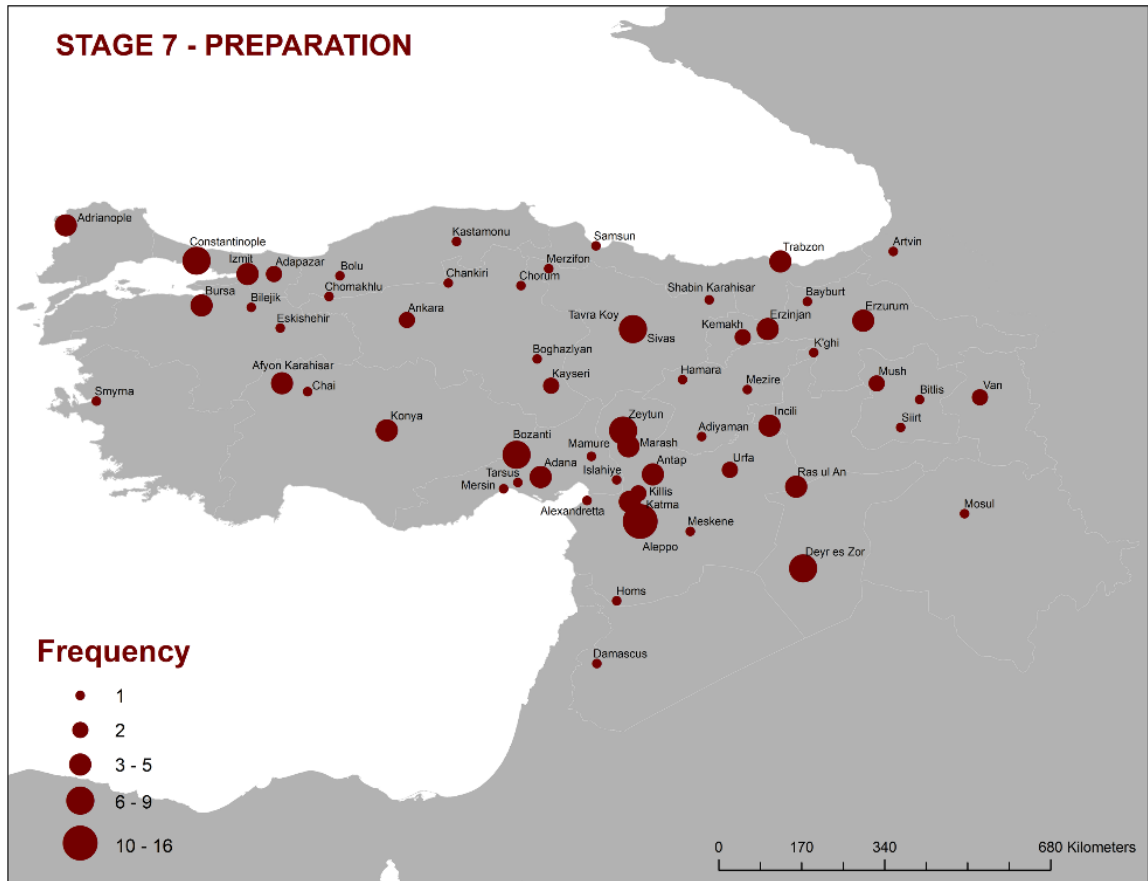 STAGE 7 - PREPARATION
Adrianople
Constantinople
Izmit
Adapazar
Bolu
Kastamonu
Samsun
Trabzon
Artvin
Merzifon
Chankiri
Chorum
Chomakhlu
Bursa
Bilejik
Eskishehir
Ankara
Shabin Karahisar
Bayburt
Tavra Koy
Sivas
Kemakh
Erzinjan
Erzurum
K'ghi
Boghazlyan
Afyon Karahisar
Chai
Kayseri
Hamara
Mezire
Mush
Bitlis
Van
Smyrna
Siirt
Konya
Zeytun
Incili
Adiyaman
Bozanti
Mamure
Marash
Adana
Islahiye
Antap
Urfa
Tarsus
Mersin
Ras ul An
Killis
Alexandretta
Katma
Mosul
Meskene
Aleppo
Deyr es Zor
Homs
Damascus
Frequency
1
2
3 - 5
6 - 9
10 - 16
0 170 340 680 Kilometers